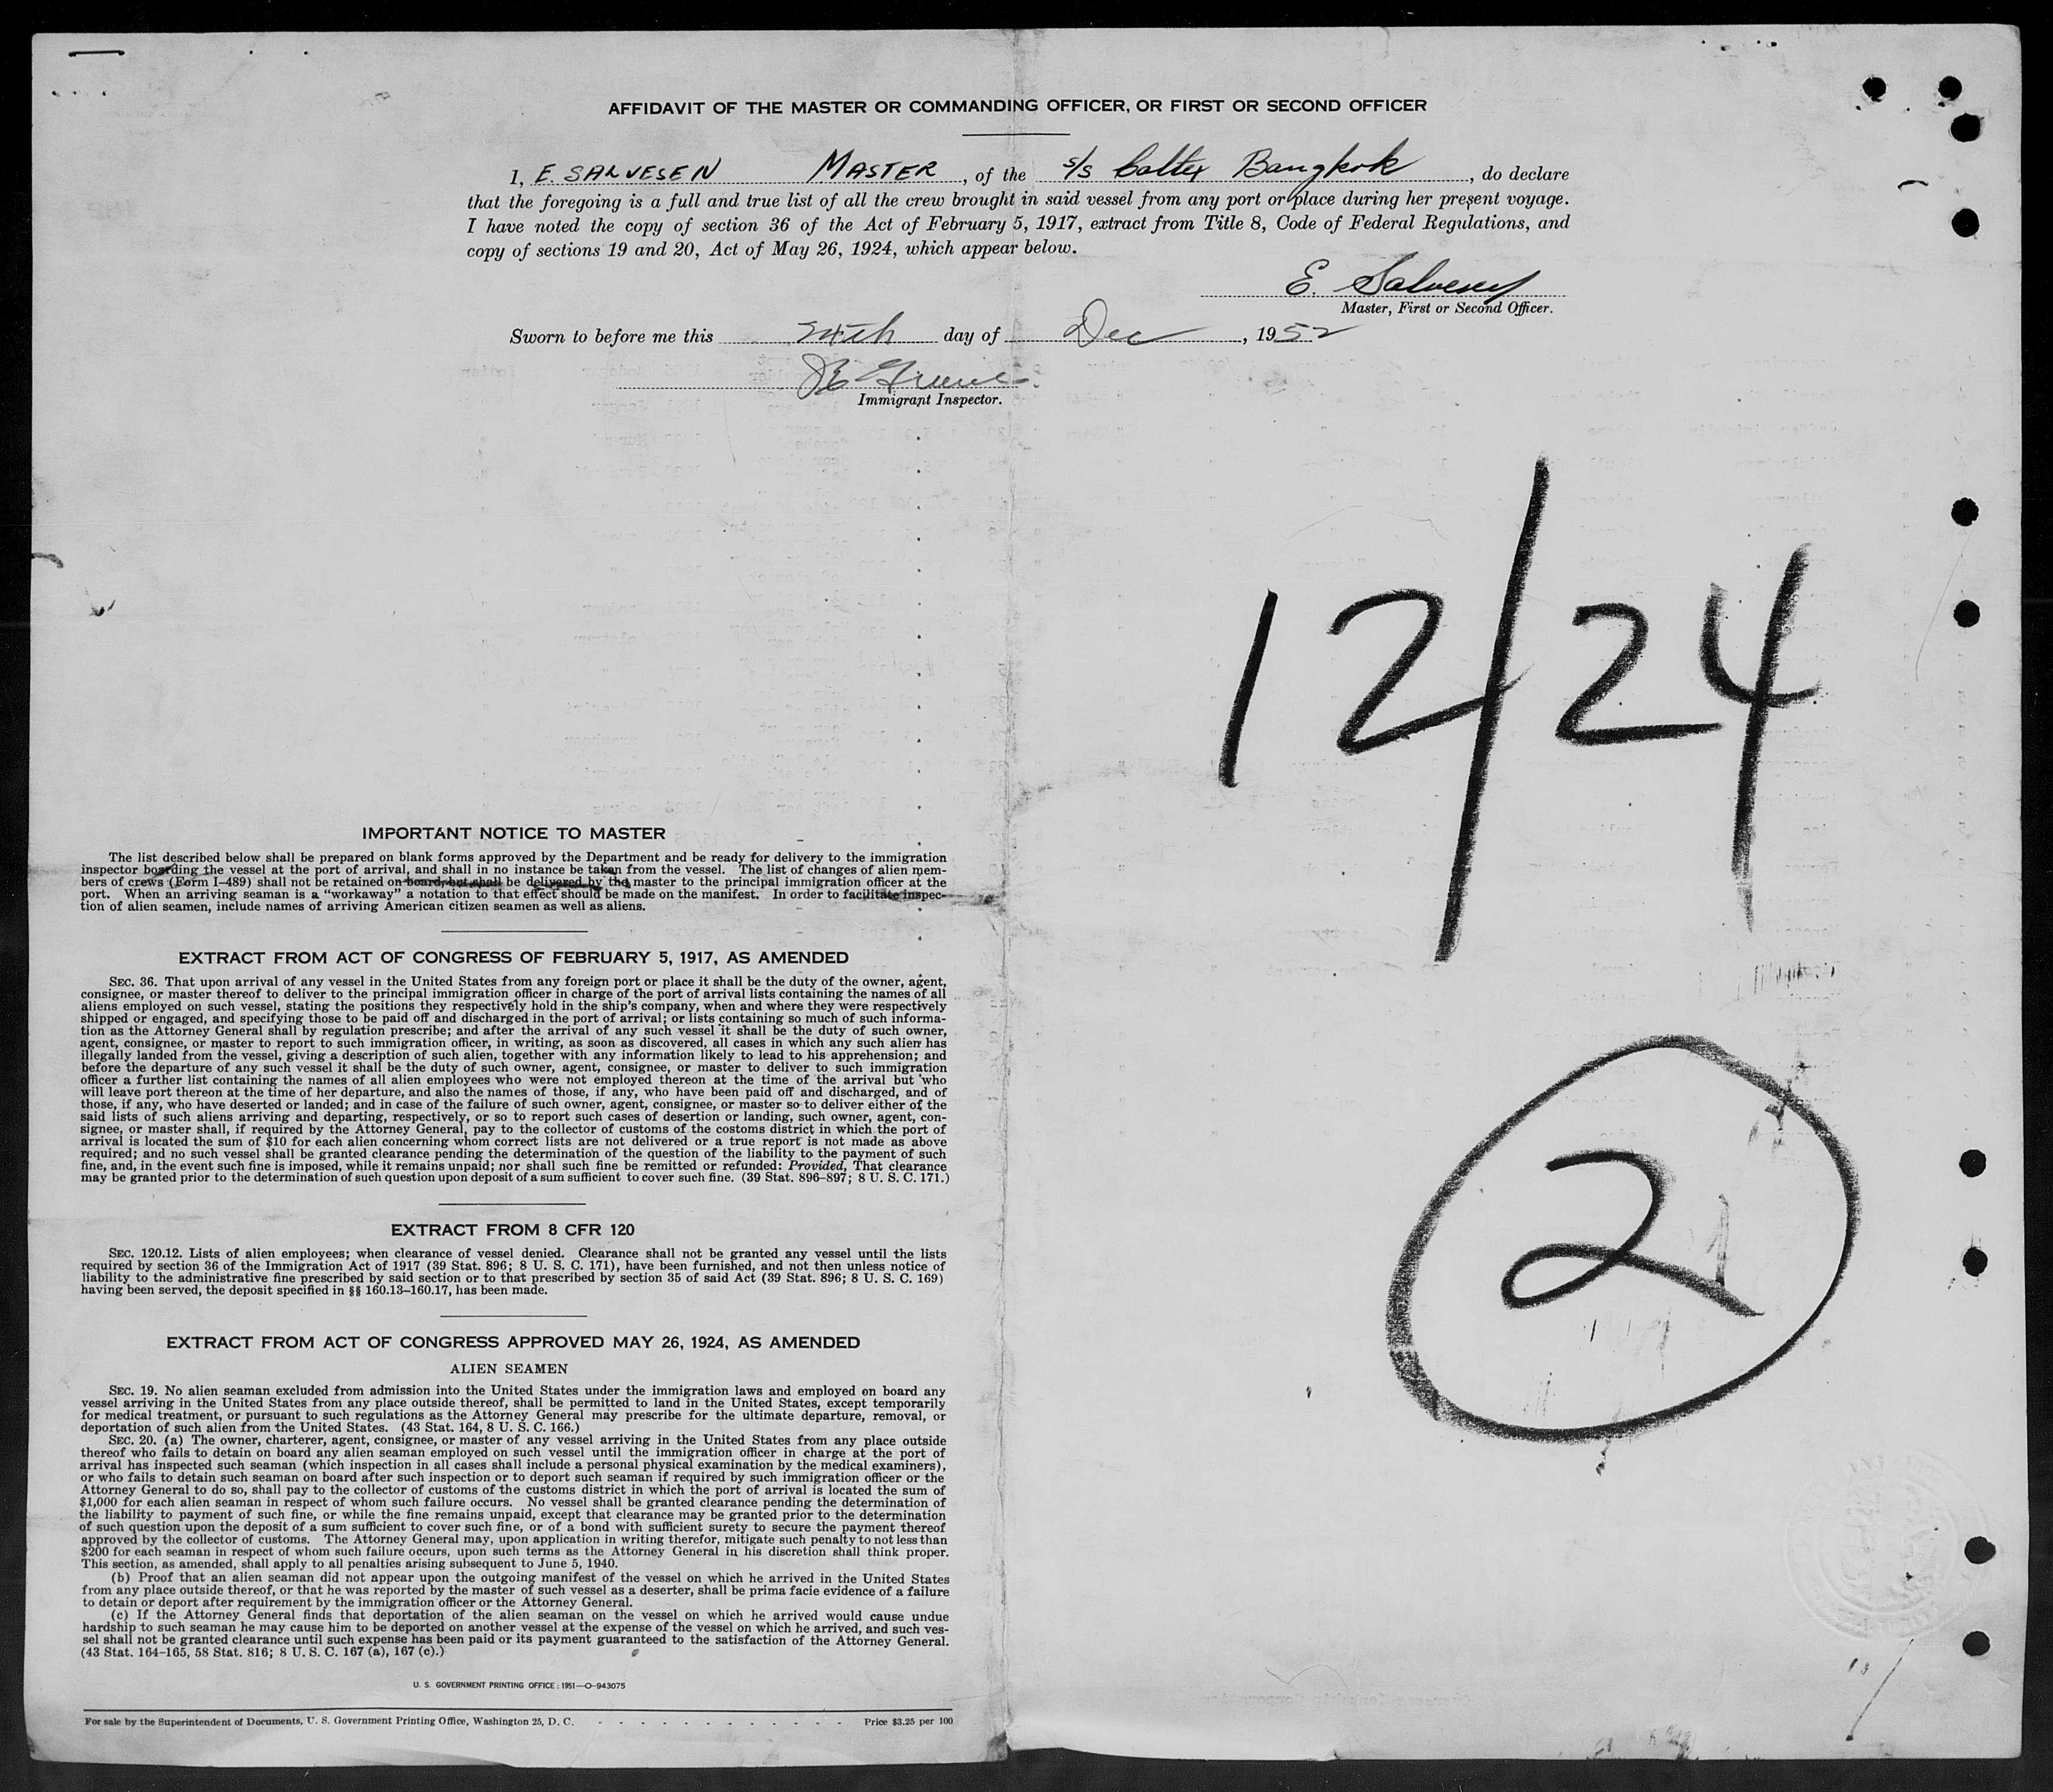 AFFIDAVIT OF THE MASTER OR COMMANDING OFFICER, OR FIRST OR SECOND OFFICER
I, E. SALVESEN MASTER, of the s/s Caltex Bangkok, do declare
that the foregoing is a full and true list of all the crew brought in said vessel from any port or place during her present voyage.
I have noted the copy of section 36 of the Act of February 5, 1917, extract from Title 8, Code of Federal Regulations, and
copy of sections 19 and 20, Act of May 26, 1924, which appear below.
E. Salvesen
Master, First or Second Officer.
Sworn to before me this 24th day of Dec, 1952
Immigrant Inspector.
12/24
2
IMPORTANT NOTICE TO MASTER
The list described below shall be prepared on blank forms approved by the Department and be ready for delivery to the immigration
inspector boarding the vessel at the port of arrival, and shall in no instance be taken from the vessel. The list of changes of alien mem-
bers of crews (Form I-489) shall not be retained on board, but shall be delivered by the master to the principal immigration officer at the
port. When an arriving seaman is a "workaway" a notation to that effect should be made on the manifest. In order to facilitate inspec-
tion of alien seamen, include names of arriving American citizen seamen as well as aliens.
EXTRACT FROM ACT OF CONGRESS OF FEBRUARY 5, 1917, AS AMENDED
SEC. 36. That upon arrival of any vessel in the United States from any foreign port or place it shall be the duty of the owner, agent,
consignee, or master thereof to deliver to the principal immigration officer in charge of the port of arrival lists containing the names of all
aliens employed on such vessel, stating the positions they respectively hold in the ship's company, when and where they were respectively
shipped or engaged, and specifying those to be paid off and discharged in the port of arrival; or lists containing so much of such informa-
tion as the Attorney General shall by regulation prescribe; and after the arrival of any such vessel it shall be the duty of such owner,
agent, consignee, or master to report to such immigration officer, in writing, as soon as discovered, all cases in which any such alien has
illegally landed from the vessel, giving a description of such alien, together with any information likely to lead to his apprehension; and
before the departure of any such vessel it shall be the duty of such owner, agent, consignee, or master to deliver to such immigration
officer a further list containing the names of all alien employees who were not employed thereon at the time of the arrival but who
will leave port thereon at the time of her departure, and also the names of those, if any, who have been paid off and discharged, and of
those, if any, who have deserted or landed; and in case of the failure of such owner, agent, consignee, or master so to deliver either of the
said lists of such aliens arriving and departing, respectively, or so to report such cases of desertion or landing, such owner, agent, con-
signee, or master shall, if required by the Attorney General, pay to the collector of customs of the costoms district in which the port of
arrival is located the sum of $10 for each alien concerning whom correct lists are not delivered or a true report is not made as above
required; and no such vessel shall be granted clearance pending the determination of the question of the liability to the payment of such
fine, and, in the event such fine is imposed, while it remains unpaid; nor shall such fine be remitted or refunded: Provided, That clearance
may be granted prior to the determination of such question upon deposit of a sum sufficient to cover such fine. (39 Stat. 896-897; 8 U. S. C. 171.)
EXTRACT FROM 8 CFR 120
SEC. 120.12. Lists of alien employees; when clearance of vessel denied. Clearance shall not be granted any vessel until the lists
required by section 36 of the Immigration Act of 1917 (39 Stat. 896; 8 U. S. C. 171), have been furnished, and not then unless notice of
liability to the administrative fine prescribed by said section or to that prescribed by section 35 of said Act (39 Stat. 896; 8 U. S. C. 169)
having been served, the deposit specified in §§ 160.13-160.17, has been made.
EXTRACT FROM ACT OF CONGRESS APPROVED MAY 26, 1924, AS AMENDED
ALIEN SEAMEN
SEC. 19. No alien seaman excluded from admission into the United States under the immigration laws and employed on board any
vessel arriving in the United States from any place outside thereof, shall be permitted to land in the United States, except temporarily
for medical treatment, or pursuant to such regulations as the Attorney General may prescribe for the ultimate departure, removal, or
deportation of such alien from the United States. (43 Stat. 164, 8 U. S. C. 166.)
SEC. 20. (a) The owner, charterer, agent, consignee, or master of any vessel arriving in the United States from any place outside
thereof who fails to detain on board any alien seaman employed on such vessel until the immigration officer in charge at the port of
arrival has inspected such seaman (which inspection in all cases shall include a personal physical examination by the medical examiners),
or who fails to detain such seaman on board after such inspection or to deport such seaman if required by such immigration officer or the
Attorney General to do so, shall pay to the collector of customs of the customs district in which the port of arrival is located the sum of
$1,000 for each alien seaman in respect of whom such failure occurs. No vessel shall be granted clearance pending the determination of
the liability to payment of such fine, or while the fine remains unpaid, except that clearance may be granted prior to the determination
of such question upon the deposit of a sum sufficient to cover such fine, or of a bond with sufficient surety to secure the payment thereof
approved by the collector of customs. The Attorney General may, upon application in writing therefor, mitigate such penalty to not less than
$200 for each seaman in respect of whom such failure occurs, upon such terms as the Attorney General in his discretion shall think proper.
This section, as amended, shall apply to all penalties arising subsequent to June 5, 1940.
(b) Proof that an alien seaman did not appear upon the outgoing manifest of the vessel on which he arrived in the United States
from any place outside thereof, or that he was reported by the master of such vessel as a deserter, shall be prima facie evidence of a failure
to detain or deport after requirement by the immigration officer or the Attorney General.
(c) If the Attorney General finds that deportation of the alien seaman on the vessel on which he arrived would cause undue
hardship to such seaman he may cause him to be deported on another vessel at the expense of the vessel on which he arrived, and such ves-
sel shall not be granted clearance until such expense has been paid or its payment guaranteed to the satisfaction of the Attorney General.
(43 Stat. 164-165, 58 Stat. 816; 8 U. S. C. 167 (a), 167 (c).)
U. S. GOVERNMENT PRINTING OFFICE : 1951—O-943075
For sale by the Superintendent of Documents, U. S. Government Printing Office, Washington 25, D. C. - - - - - - - - - - - - Price $3.25 per 100